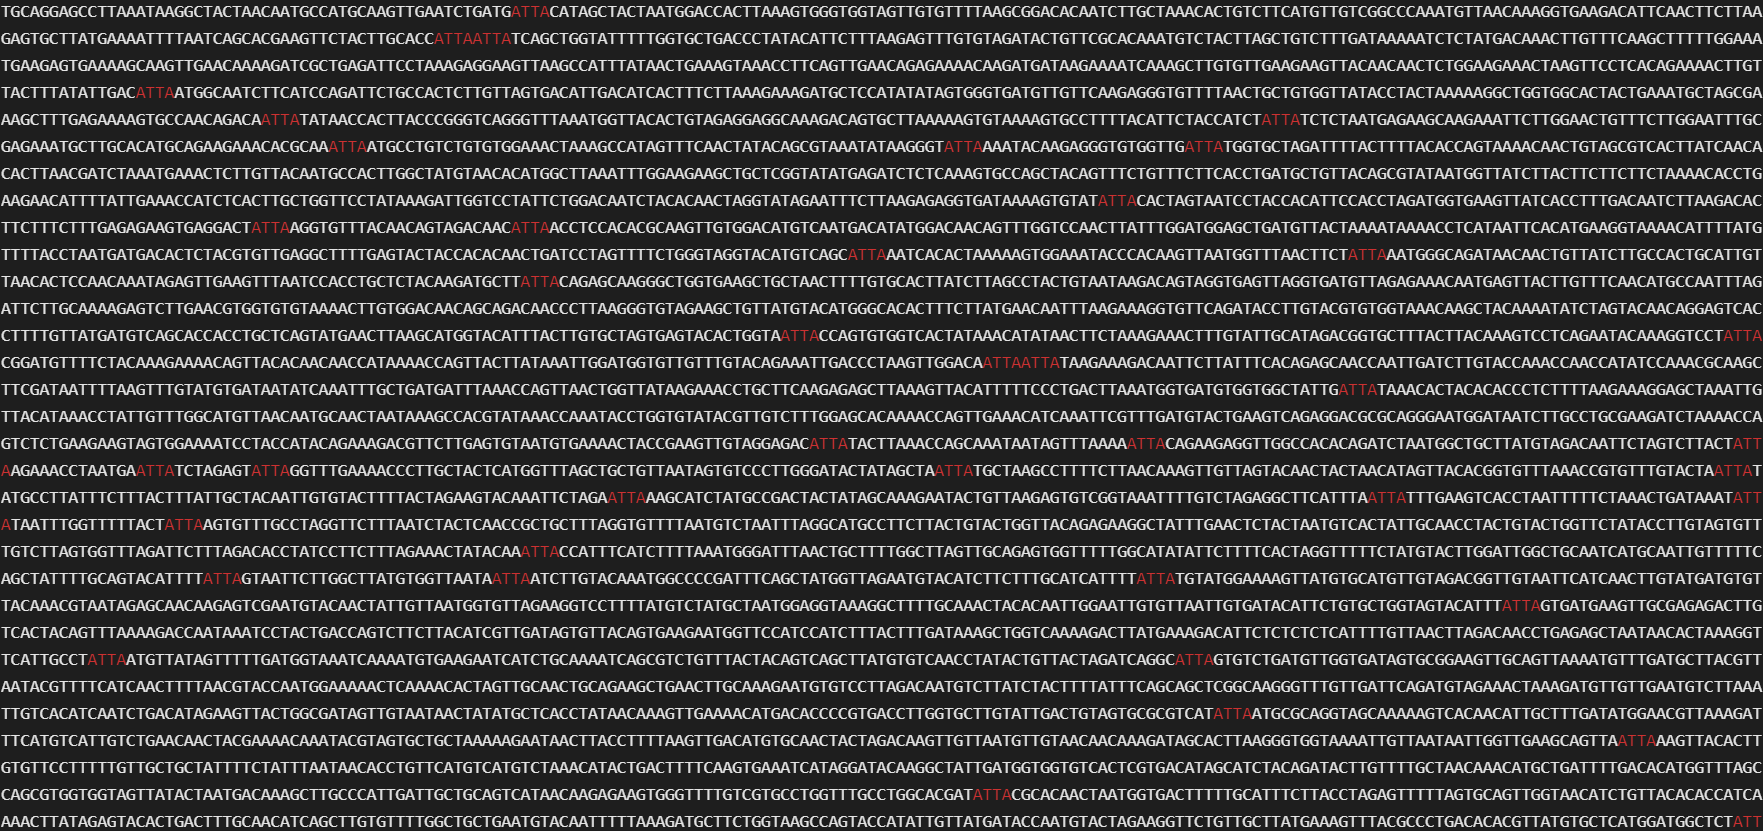 TGCAGGAGCCTTAAATAAGGCTACTAACAATGCCATGCAAGTTGAATCTGATGATTACATAGCTACTAATGGACCACTTAAAGTGGGTGGTAGTTGTGTTTTAAGCGGACACAATCTTGCTAAACACTGTCTTCATGTTGTCGGCCCAAATGTTAACAAAGGTGAAGACATTCAACTTCTTAA
GAGTGCTTATGAAAATTTTAATCAGCACGAAGTTCTACTTGCACCATTAATTATCAGCTGGTATTTTTGGTGCTGACCCTATACATTCTTTAAGAGTTTGTGTAGATACTGTTCGCACAAATGTCTACTTAGCTGTCTTTGATAAAAATCTCTATGACAAACTTGTTTCAAGCTTTTTGGAAA
TGAAGAGTGAAAAGCAAGTTGAACAAAAGATCGCTGAGATTCCTAAAGAGGAAGTTAAGCCATTTATAACTGAAAGTAAACCTTCAGTTGAACAGAGAAAACAAGATGATAAGAAAATCAAAGCTTGTGTTGAAGAAGTTACAACAACTCTGGAAGAAACTAAGTTCCTCACAGAAAACTTGT
TACTTTATATTGACATTAATGGCAATCTTCATCCAGATTCTGCCACTCTTGTTAGTGACATTGACATCACTTTCTTAAAGAAAGATGCTCCATATATAGTGGGTGATGTTGTTCAAGAGGGTGTTTTAACTGCTGTGGTTATACCTACTAAAAAGGCTGGTGGCACTACTGAAATGCTAGCGA
AAGCTTTGAGAAAAGTGCCAACAGACAATTATATAACCACTTACCCGGGTCAGGGTTTAAATGGTTACACTGTAGAGGAGGCAAAGACAGTGCTTAAAAAGTGTAAAAGTGCCTTTTACATTCTACCATCTATTATCTCTAATGAGAAGCAAGAAATTCTTGGAACTGTTTCTTGGAATTTGC
GAGAAATGCTTGCACATGCAGAAGAAACACGCAAATTAATGCCTGTCTGTGTGGAAACTAAAGCCATAGTTTCAACTATACAGCGTAAATATAAGGGTATTAAAATACAAGAGGGTGTGGTTGATTATGGTGCTAGATTTTACTTTTACACCAGTAAAACAACTGTAGCGTCACTTATCAACA
CACTTAACGATCTAAATGAAACTCTTGTTACAATGCCACTTGGCTATGTAACACATGGCTTAAATTTGGAAGAAGCTGCTCGGTATATGAGATCTCTCAAAGTGCCAGCTACAGTTTCTGTTTCTTCACCTGATGCTGTTACAGCGTATAATGGTTATCTTACTTCTTCTTCTAAAACACCTG
AAGAACATTTTATTGAAACCATCTCACTTGCTGGTTCCTATAAAGATTGGTCCTATTCTGGACAATCTACACAACTAGGTATAGAATTTCTTAAGAGAGGTGATAAAAGTGTATATTACACTAGTAATCCTACCACATTCCACCTAGATGGTGAAGTTATCACCTTTGACAATCTTAAGACAC
TTCTTTCTTTGAGAGAAGTGAGGACTATTAAGGTGTTTACAACAGTAGACAACATTAACCTCCACACGCAAGTTGTGGACATGTCAATGACATATGGACAACAGTTTGGTCCAACTTATTTGGATGGAGCTGATGTTACTAAAATAAAACCTCATAATTCACATGAAGGTAAAACATTTTATG
TTTTACCTAATGATGACACTCTACGTGTTGAGGCTTTTGAGTACTACCACACAACTGATCCTAGTTTTCTGGGTAGGTACATGTCAGCATTAAATCACACTAAAAAGTGGAAATACCCACAAGTTAATGGTTTAACTTCTATTAAATGGGCAGATAACAACTGTTATCTTGCCACTGCATTGT
TAACACTCCAACAAATAGAGTTGAAGTTTAATCCACCTGCTCTACAAGATGCTTATTACAGAGCAAGGGCTGGTGAAGCTGCTAACTTTTGTGCACTTATCTTAGCCTACTGTAATAAGACAGTAGGTGAGTTAGGTGATGTTAGAGAAACAATGAGTTACTTGTTTCAACATGCCAATTTAG
ATTCTTGCAAAAGAGTCTTGAACGTGGTGTGTAAAACTTGTGGACAACAGCAGACAACCCTTAAGGGTGTAGAAGCTGTTATGTACATGGGCACACTTTCTTATGAACAATTTAAGAAAGGTGTTCAGATACCTTGTACGTGTGGTAAACAAGCTACAAAATATCTAGTACAACAGGAGTCAC
CTTTTGTTATGATGTCAGCACCACCTGCTCAGTATGAACTTAAGCATGGTACATTTACTTGTGCTAGTGAGTACACTGGTAATTACCAGTGTGGTCACTATAAACATATAACTTCTAAAGAAACTTTGTATTGCATAGACGGTGCTTTACTTACAAAGTCCTCAGAATACAAAGGTCCTATTA
CGGATGTTTTCTACAAAGAAAACAGTTACACAACAACCATAAAACCAGTTACTTATAAATTGGATGGTGTTGTTTGTACAGAAATTGACCCTAAGTTGGACAATTAATTATAAGAAAGACAATTCTTATTTCACAGAGCAACCAATTGATCTTGTACCAAACCAACCATATCCAAACGCAAGC
TTCGATAATTTTAAGTTTGTATGTGATAATATCAAATTTGCTGATGATTTAAACCAGTTAACTGGTTATAAGAAACCTGCTTCAAGAGAGCTTAAAGTTACATTTTTCCCTGACTTAAATGGTGATGTGGTGGCTATTGATTATAAACACTACACACCCTCTTTTAAGAAAGGAGCTAAATTG
TTACATAAACCTATTGTTTGGCATGTTAACAATGCAACTAATAAAGCCACGTATAAACCAAATACCTGGTGTATACGTTGTCTTTGGAGCACAAAACCAGTTGAAACATCAAATTCGTTTGATGTACTGAAGTCAGAGGACGCGCAGGGAATGGATAATCTTGCCTGCGAAGATCTAAAACCA
GTCTCTGAAGAAGTAGTGGAAAATCCTACCATACAGAAAGACGTTCTTGAGTGTAATGTGAAAACTACCGAAGTTGTAGGAGACATTATACTTAAACCAGCAAATAATAGTTTAAAAATTACAGAAGAGGTTGGCCACACAGATCTAATGGCTGCTTATGTAGACAATTCTAGTCTTACTATT
AAGAAACCTAATGAATTATCTAGAGTATTAGGTTTGAAAACCCTTGCTACTCATGGTTTAGCTGCTGTTAATAGTGTCCCTTGGGATACTATAGCTAATTATGCTAAGCCTTTTCTTAACAAAGTTGTTAGTACAACTACTAACATAGTTACACGGTGTTTAAACCGTGTTTGTACTAATTAT
ATGCCTTATTTCTTTACTTTATTGCTACAATTGTGTACTTTTACTAGAAGTACAAATTCTAGAATTAAAGCATCTATGCCGACTACTATAGCAAAGAATACTGTTAAGAGTGTCGGTAAATTTTGTCTAGAGGCTTCATTTAATTATTTGAAGTCACCTAATTTTTCTAAACTGATAAATATT
ATAATTTGGTTTTTACTATTAAGTGTTTGCCTAGGTTCTTTAATCTACTCAACCGCTGCTTTAGGTGTTTTAATGTCTAATTTAGGCATGCCTTCTTACTGTACTGGTTACAGAGAAGGCTATTTGAACTCTACTAATGTCACTATTGCAACCTACTGTACTGGTTCTATACCTTGTAGTGTT
TGTCTTAGTGGTTTAGATTCTTTAGACACCTATCCTTCTTTAGAAACTATACAAATTACCATTTCATCTTTTAAATGGGATTTAACTGCTTTTGGCTTAGTTGCAGAGTGGTTTTTGGCATATATTCTTTTCACTAGGTTTTTCTATGTACTTGGATTGGCTGCAATCATGCAATTGTTTTTC
AGCTATTTTGCAGTACATTTTATTAGTAATTCTTGGCTTATGTGGTTAATAATTAATCTTGTACAAATGGCCCCGATTTCAGCTATGGTTAGAATGTACATCTTCTTTGCATCATTTTATTATGTATGGAAAAGTTATGTGCATGTTGTAGACGGTTGTAATTCATCAACTTGTATGATGTGT
TACAAACGTAATAGAGCAACAAGAGTCGAATGTACAACTATTGTTAATGGTGTTAGAAGGTCCTTTTATGTCTATGCTAATGGAGGTAAAGGCTTTTGCAAACTACACAATTGGAATTGTGTTAATTGTGATACATTCTGTGCTGGTAGTACATTTATTAGTGATGAAGTTGCGAGAGACTTG
TCACTACAGTTTAAAAGACCAATAAATCCTACTGACCAGTCTTCTTACATCGTTGATAGTGTTACAGTGAAGAATGGTTCCATCCATCTTTACTTTGATAAAGCTGGTCAAAAGACTTATGAAAGACATTCTCTCTCTCATTTTGTTAACTTAGACAACCTGAGAGCTAATAACACTAAAGGT
TCATTGCCTATTAATGTTATAGTTTTTGATGGTAAATCAAAATGTGAAGAATCATCTGCAAAATCAGCGTCTGTTTACTACAGTCAGCTTATGTGTCAACCTATACTGTTACTAGATCAGGCATTAGTGTCTGATGTTGGTGATAGTGCGGAAGTTGCAGTTAAAATGTTTGATGCTTACGTT
AATACGTTTTCATCAACTTTTAACGTACCAATGGAAAAACTCAAAACACTAGTTGCAACTGCAGAAGCTGAACTTGCAAAGAATGTGTCCTTAGACAATGTCTTATCTACTTTTATTTCAGCAGCTCGGCAAGGGTTTGTTGATTCAGATGTAGAAACTAAAGATGTTGTTGAATGTCTTAAA
TTGTCACATCAATCTGACATAGAAGTTACTGGCGATAGTTGTAATAACTATATGCTCACCTATAACAAAGTTGAAAACATGACACCCCGTGACCTTGGTGCTTGTATTGACTGTAGTGCGCGTCATATTAATGCGCAGGTAGCAAAAAGTCACAACATTGCTTTGATATGGAACGTTAAAGAT
TTCATGTCATTGTCTGAACAACTACGAAAACAAATACGTAGTGCTGCTAAAAAGAATAACTTACCTTTTAAGTTGACATGTGCAACTACTAGACAAGTTGTTAATGTTGTAACAACAAAGATAGCACTTAAGGGTGGTAAAATTGTTAATAATTGGTTGAAGCAGTTAATTAAAGTTACACTT
GTGTTCCTTTTTGTTGCTGCTATTTTCTATTTAATAACACCTGTTCATGTCATGTCTAAACATACTGACTTTTCAAGTGAAATCATAGGATACAAGGCTATTGATGGTGGTGTCACTCGTGACATAGCATCTACAGATACTTGTTTTGCTAACAAACATGCTGATTTTGACACATGGTTTAGC
CAGCGTGGTGGTAGTTATACTAATGACAAAGCTTGCCCATTGATTGCTGCAGTCATAACAAGAGAAGTGGGTTTTGTCGTGCCTGGTTTGCCTGGCACGATATTACGCACAACTAATGGTGACTTTTTGCATTTCTTACCTAGAGTTTTTAGTGCAGTTGGTAACATCTGTTACACACCATCA
AAACTTATAGAGTACACTGACTTTGCAACATCAGCTTGTGTTTTGGCTGCTGAATGTACAATTTTTAAAGATGCTTCTGGTAAGCCAGTACCATATTGTTATGATACCAATGTACTAGAAGGTTCTGTTGCTTATGAAAGTTTACGCCCTGACACACGTTATGTGCTCATGGATGGCTCTATT